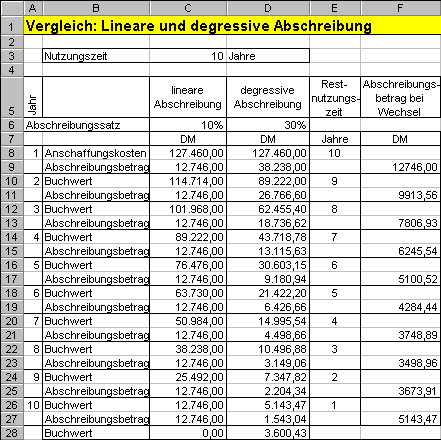 A B C D E F
1 Vergleich: Lineare und degressive Abschreibung
2
3 Nutzungszeit 10 Jahre
4
5 Jahr lineare Abschreibung degressive Abschreibung Rest-nutzungs-zeit Abschreibungs-betrag bei Wechsel
6 Abschreibungssatz 10% 30%
7 DM DM Jahre DM
8 1 Anschaffungskosten 127.460,00 127.460,00 10
9 Abschreibungsbetrag 12.746,00 38.238,00 12746,00
10 2 Buchwert 114.714,00 89.222,00 9
11 Abschreibungsbetrag 12.746,00 26.766,60 9913,56
12 3 Buchwert 101.968,00 62.455,40 8
13 Abschreibungsbetrag 12.746,00 18.736,62 7806,93
14 4 Buchwert 89.222,00 43.718,78 7
15 Abschreibungsbetrag 12.746,00 13.115,63 6245,54
16 5 Buchwert 76.476,00 30.603,15 6
17 Abschreibungsbetrag 12.746,00 9.180,94 5100,52
18 6 Buchwert 63.730,00 21.422,20 5
19 Abschreibungsbetrag 12.746,00 6.426,66 4284,44
20 7 Buchwert 50.984,00 14.995,54 4
21 Abschreibungsbetrag 12.746,00 4.498,66 3748,89
22 8 Buchwert 38.238,00 10.496,88 3
23 Abschreibungsbetrag 12.746,00 3.149,06 3498,96
24 9 Buchwert 25.492,00 7.347,82 2
25 Abschreibungsbetrag 12.746,00 2.204,34 3673,91
26 10 Buchwert 12.746,00 5.143,47 1
27 Abschreibungsbetrag 12.746,00 1.543,04 5143,47
28 Buchwert 0,00 3.600,43